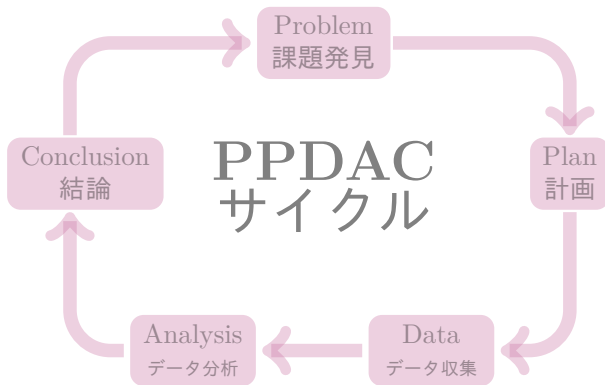 Problem
課題発見
PPDAC
サイクル
Plan
計画
Data
データ収集
Analysis
データ分析
Conclusion
結論